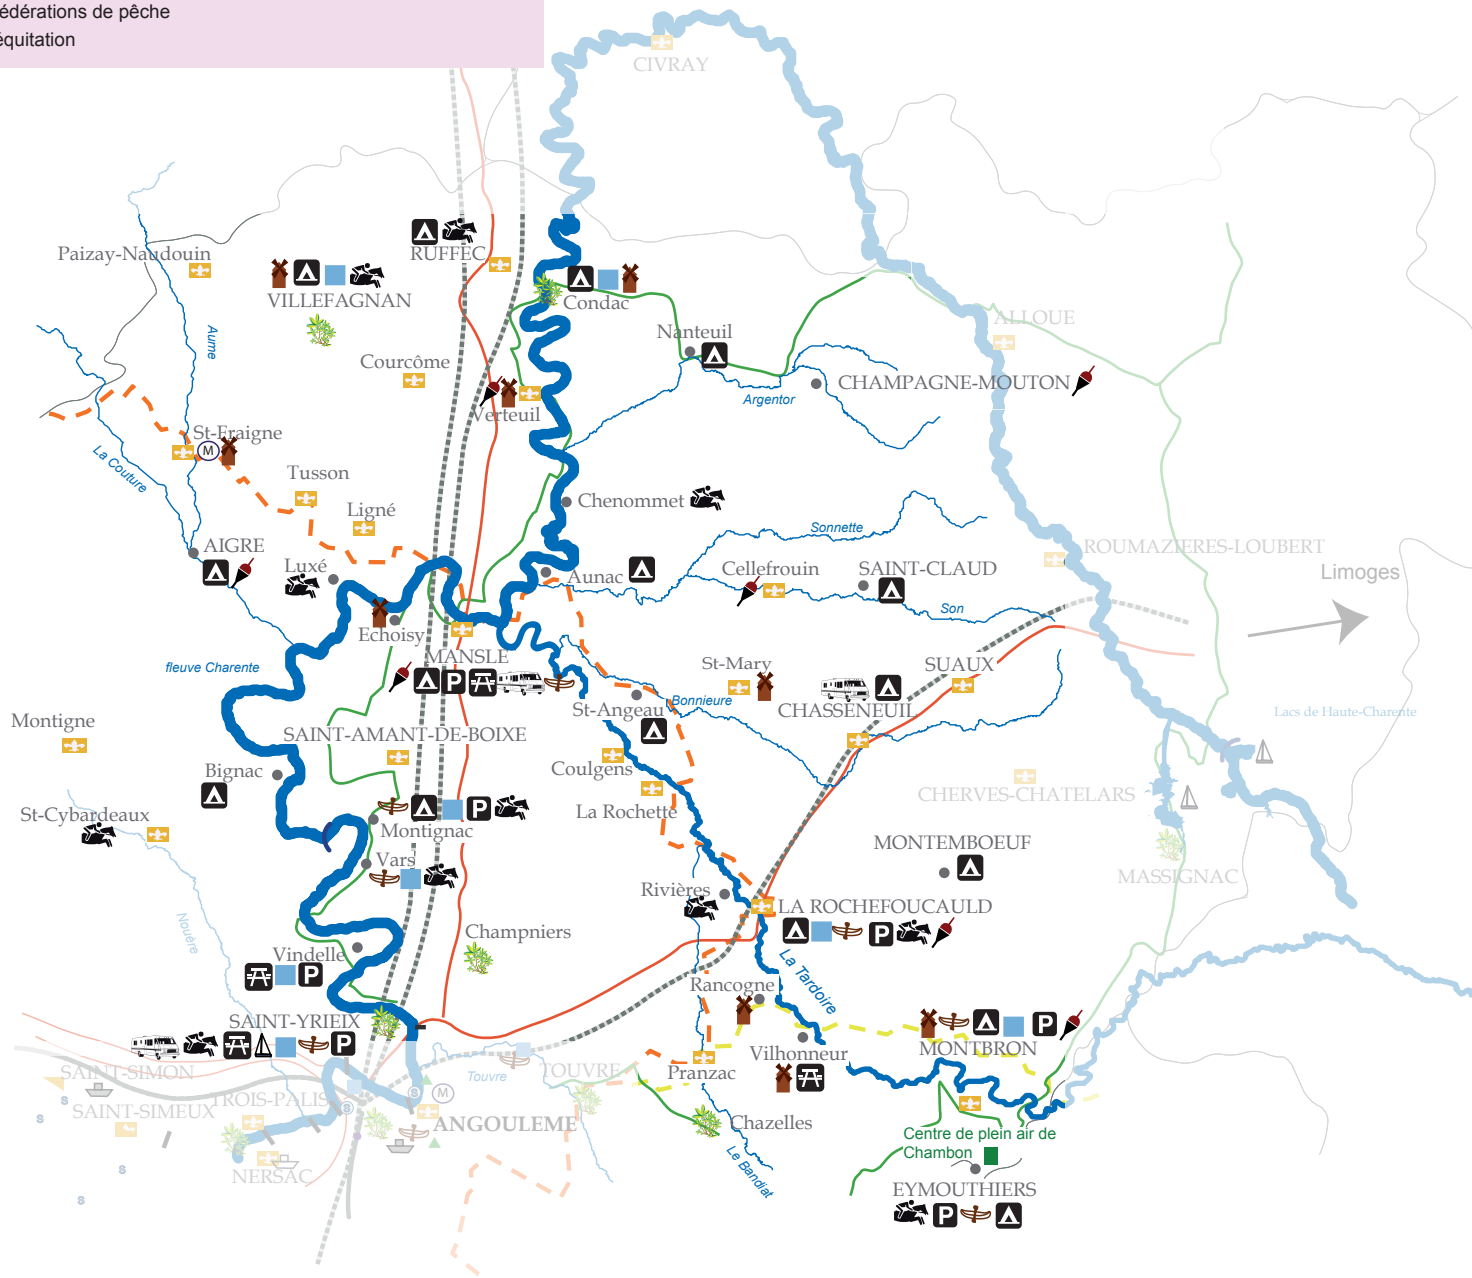 édérations de pêche
équitation
CIVRAY
Paizay-Naudouin
RUFFEC
VILLEFAGNAN
Condac
Aume
Nanteuil
ALLOUE
Courcôme
CHAMPAGNE-MOUTON
Argentor
Verteuil
St-Fraigne
M
La Couture
Tusson
Ligné
Chenommet
Sonnette
AIGRE
Luxé
Aunac
Cellefrouin
SAINT-CLAUD
ROUMAZIERES-LOUBERT
Limoges
Son
Echoisy
fleuve Charente
MANSLE
P
St-Mary
SUAUX
Bonnieure
St-Angeau
CHASSENEUIL
Lacs de Haute-Charente
Montigne
SAINT-AMANT-DE-BOIXE
Bignac
Coulgens
CHERVES-CHATELARS
St-Cybardeaux
La Rochette
P
Montignac
MONTEMBOEUF
Vars
MASSIGNAC
Rivières
LA ROCHEFOUCAULD
P
Nouère
Champniers
Vindelle
P
La Tardoire
Rancogne
SAINT-YRIEIX
P
P
MONTBRON
Vilhonneur
SAINT-SIMON
Touvre
TOUVRE
Pranzac
SAINT-SIMEUX
TROIS-PALIS
S
S
S
S
M
ANGOULEME
Chazelles
Centre de plein air de
Chambon
Le Bandiat
S
NERSAC
EYMOUTHIERS
S
P